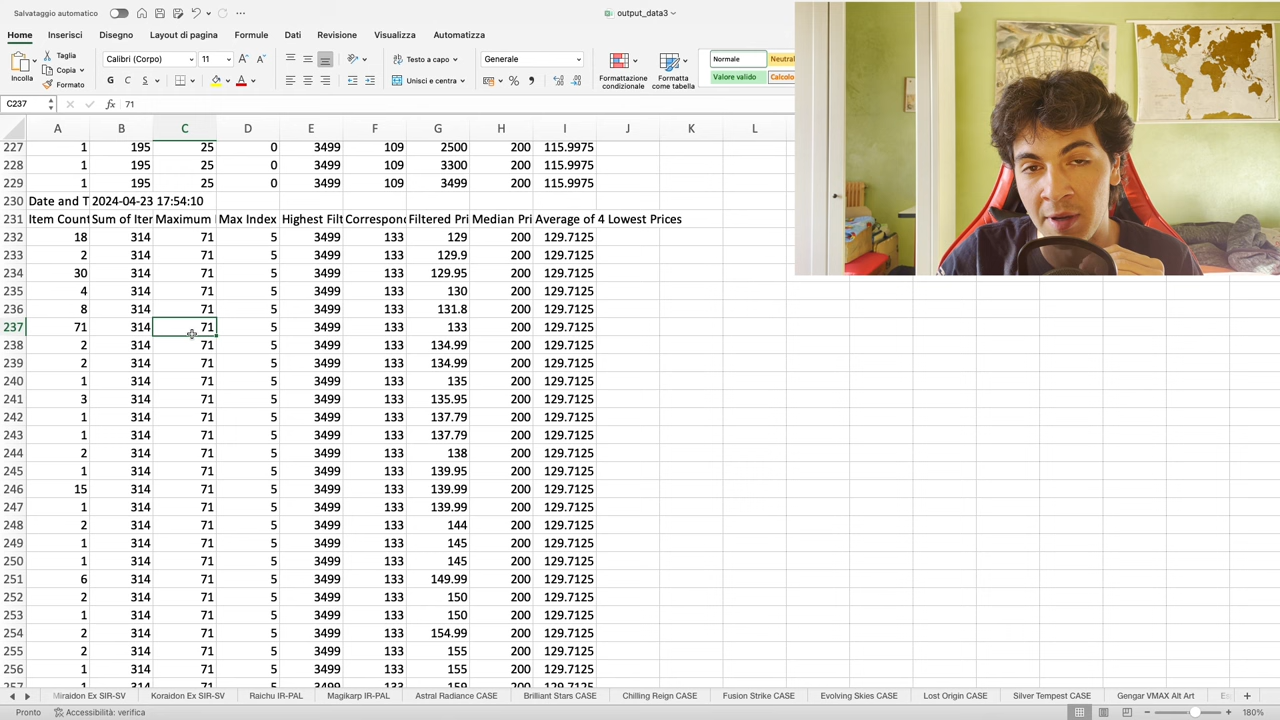 Salvataggio automatico
output_data3
Home Inserisci Disegno Layout di pagina Formule Dati Revisione Visualizza Automatizza
Incolla
Taglia
Copia
Formato
Calibri (Corpo) 11
G C S
Testo a capo
Unisci e centra
Generale
Formattazione condizionale
Formatta come tabella
Normale
Neutral
Valore valido
Calcolo
C237 fx 71
A B C D E F G H I J K L
227 1 195 25 0 3499 109 2500 200 115.9975
228 1 195 25 0 3499 109 3300 200 115.9975
229 1 195 25 0 3499 109 3499 200 115.9975
230 Date and T 2024-04-23 17:54:10
231 Item Count Sum of Iter Maximum Max Index Highest Filt Correspond Filtered Pri Median Pri Average of 4 Lowest Prices
232 18 314 71 5 3499 133 129 200 129.7125
233 2 314 71 5 3499 133 129.9 200 129.7125
234 30 314 71 5 3499 133 129.95 200 129.7125
235 4 314 71 5 3499 133 130 200 129.7125
236 8 314 71 5 3499 133 131.8 200 129.7125
237 71 314 71 5 3499 133 133 200 129.7125
238 2 314 71 5 3499 133 134.99 200 129.7125
239 2 314 71 5 3499 133 134.99 200 129.7125
240 1 314 71 5 3499 133 135 200 129.7125
241 3 314 71 5 3499 133 135.95 200 129.7125
242 1 314 71 5 3499 133 137.79 200 129.7125
243 1 314 71 5 3499 133 137.79 200 129.7125
244 2 314 71 5 3499 133 138 200 129.7125
245 1 314 71 5 3499 133 139.95 200 129.7125
246 15 314 71 5 3499 133 139.99 200 129.7125
247 1 314 71 5 3499 133 139.99 200 129.7125
248 2 314 71 5 3499 133 144 200 129.7125
249 1 314 71 5 3499 133 145 200 129.7125
250 1 314 71 5 3499 133 145 200 129.7125
251 6 314 71 5 3499 133 149.99 200 129.7125
252 2 314 71 5 3499 133 150 200 129.7125
253 1 314 71 5 3499 133 150 200 129.7125
254 2 314 71 5 3499 133 154.99 200 129.7125
255 2 314 71 5 3499 133 155 200 129.7125
256 1 314 71 5 3499 133 155 200 129.7125
257 1 314 71 5 3499 133 159 200 129.7125
Miraidon Ex SIR-SV Koraidon Ex SIR-SV Raichu IR-PAL Magikarp IR-PAL Astral Radiance CASE Brilliant Stars CASE Chilling Reign CASE Fusion Strike CASE Evolving Skies CASE Lost Origin CASE Silver Tempest CASE Gengar VMAX Alt Art
Pronto Accessibilità: verifica 180%